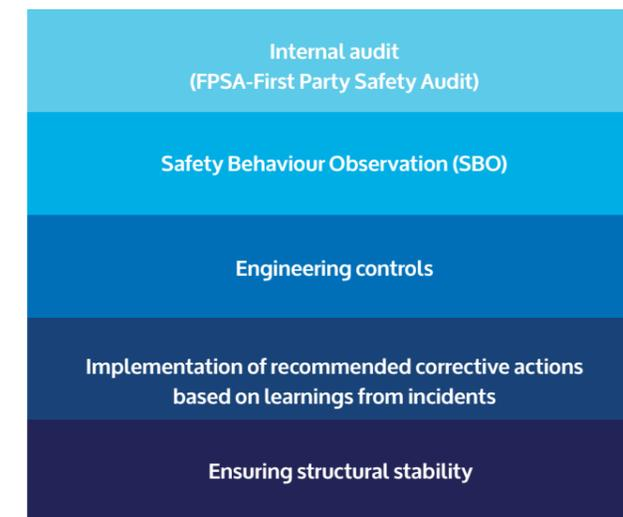 Internal audit
(FPSA-First Party Safety Audit)
Safety Behaviour Observation (SBO)
Engineering controls
Implementation of recommended corrective actions
based on learnings from incidents
Ensuring structural stability